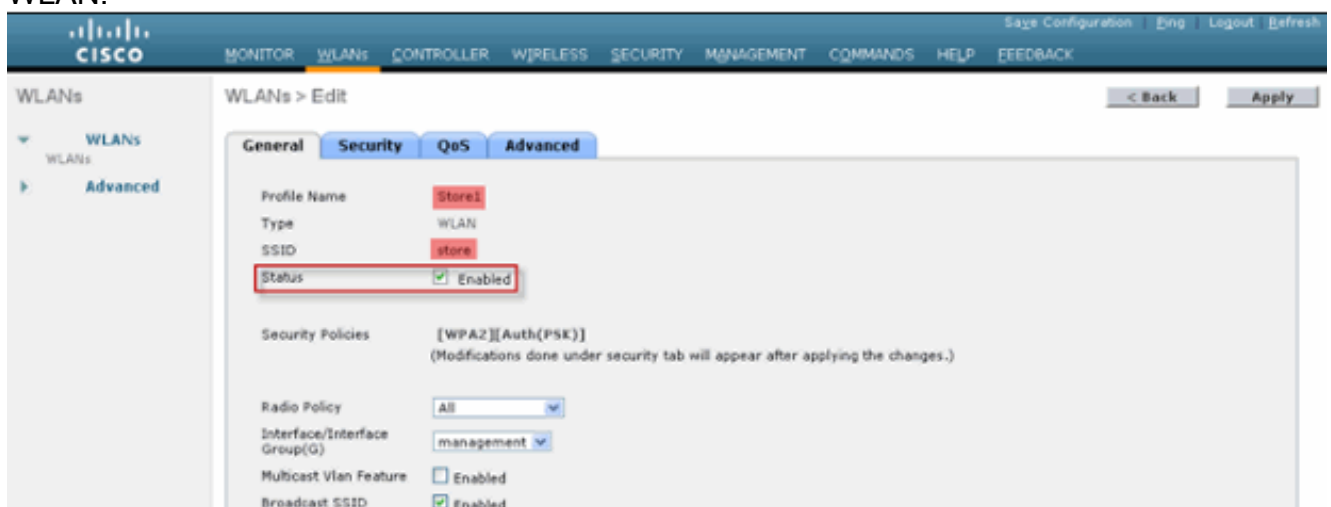 WLAN.
Save Configuration | Ping | Logout | Refresh
CISCO
MONITOR WLANs CONTROLLER WIRELESS SECURITY MANAGEMENT COMMANDS HELP FEEDBACK
WLANs
WLANs > Edit
< Back Apply
WLANs
WLANs
Advanced
General Security QoS Advanced
Profile Name Store1
Type WLAN
SSID store
Status Enabled
Security Policies [WPA2][Auth(PSK)]
(Modifications done under security tab will appear after applying the changes.)
Radio Policy All
Interface/Interface Group(G) management
Multicast Vlan Feature Enabled
Broadcast SSID Enabled